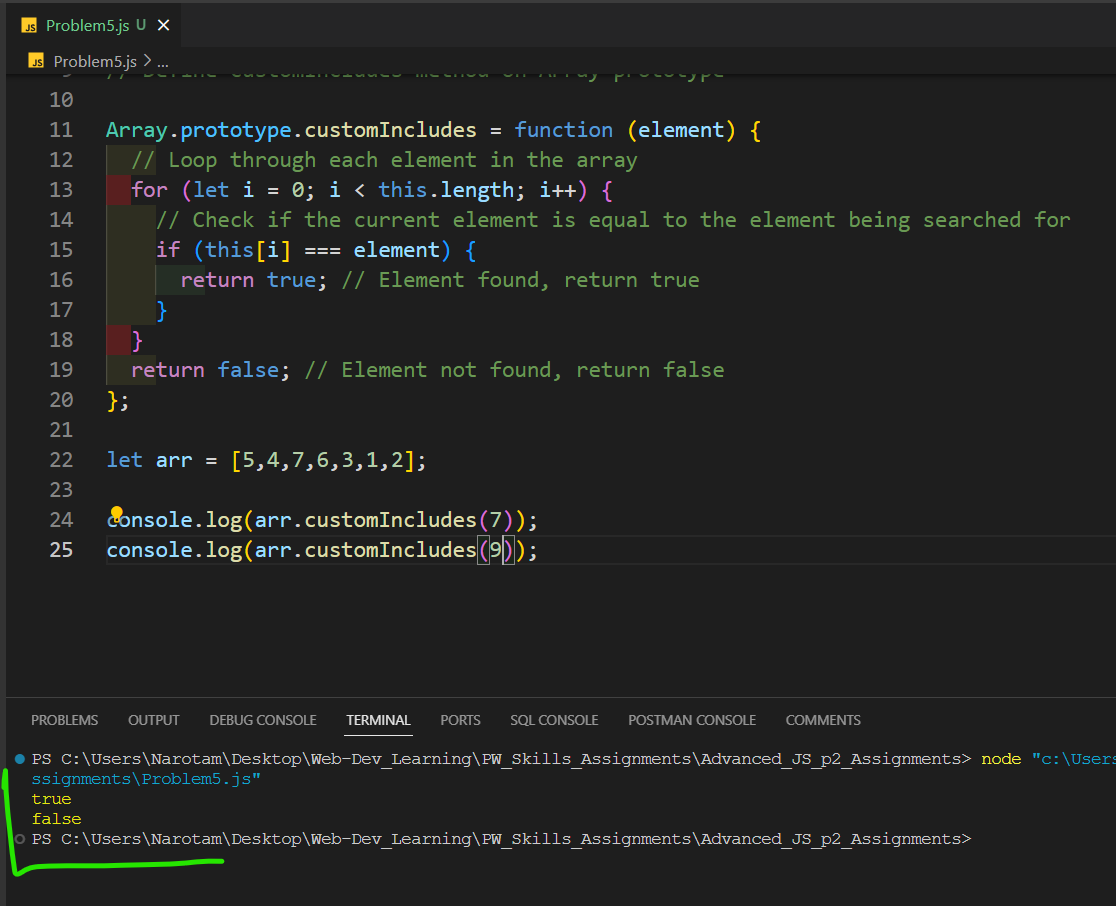 JS Problem5.js U ×
JS Problem5.js > ...
9 // Define customIncludes method on Array prototype
10
11 Array.prototype.customIncludes = function (element) {
12 // Loop through each element in the array
13 for (let i = 0; i < this.length; i++) {
14 // Check if the current element is equal to the element being searched for
15 if (this[i] === element) {
16 return true; // Element found, return true
17 }
18 }
19 return false; // Element not found, return false
20 };
21
22 let arr = [5,4,7,6,3,1,2];
23
24 console.log(arr.customIncludes(7));
25 console.log(arr.customIncludes(9));
PROBLEMS OUTPUT DEBUG CONSOLE TERMINAL PORTS SQL CONSOLE POSTMAN CONSOLE COMMENTS
PS C:\Users\Narotam\Desktop\Web-Dev_Learning\PW_Skills_Assignments\Advanced_JS_p2_Assignments> node "c:\Users
ssignments\Problem5.js"
true
false
PS C:\Users\Narotam\Desktop\Web-Dev_Learning\PW_Skills_Assignments\Advanced_JS_p2_Assignments>